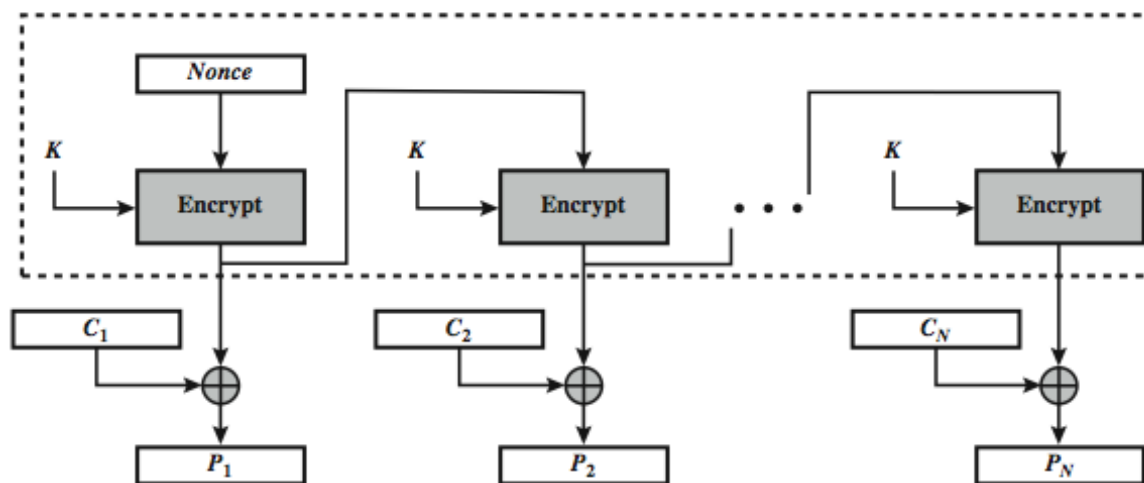 Nonce
K K K
Encrypt Encrypt • • • Encrypt
C1 C2 CN
P1 P2 PN